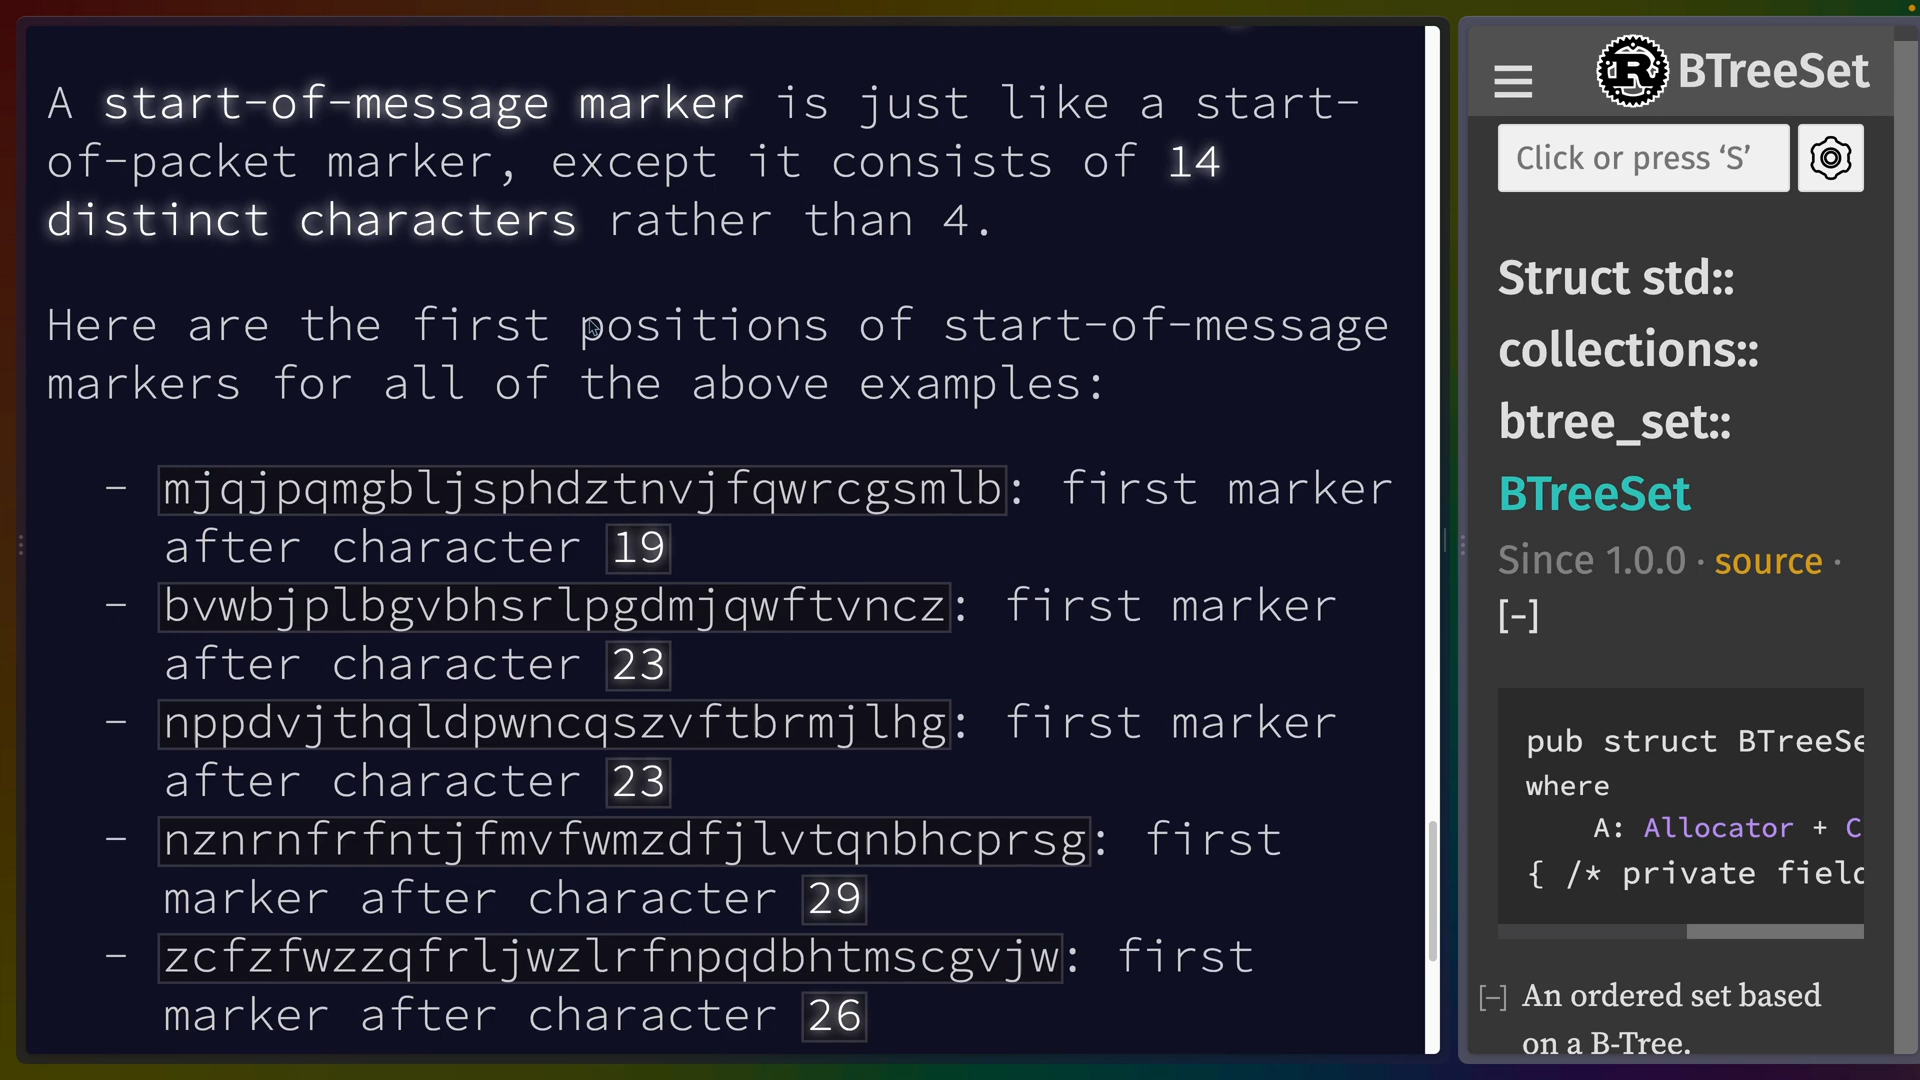 A start-of-message marker is just like a start-
of-packet marker, except it consists of 14
distinct characters rather than 4.
Here are the first positions of start-of-message
markers for all of the above examples:
- mjqjpqmgbljsphdztnvjfqwrcgsmlb: first marker
after character 19
- bvwbjplbgvbhsrlpgdmjqwftvncz: first marker
after character 23
- nppdvjthqldpwncqszvftbrmjlhg: first marker
after character 23
- nznrnfrfntjfmvfwmzdfjlvtqnbhcprsg: first
marker after character 29
- zcfzfwzzqfrljwzlrfnpqdbhtmscgvjw: first
marker after character 26
BTreeSet
Click or press ‘S’
Struct std::
collections::
btree_set::
BTreeSet
Since 1.0.0 · source ·
[−]
pub struct BTreeSe
where
A: Allocator + C
{ /* private field
[−] An ordered set based
on a B-Tree.